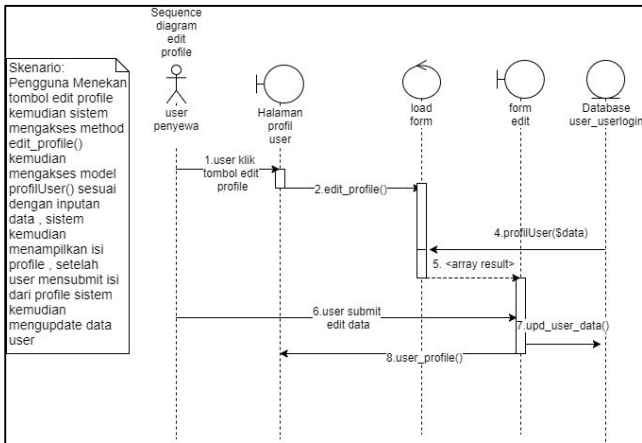 Sequence
diagram
edit
profile
Skenario:
Pengguna Menekan
tombol edit profile
kemudian sistem
mengakses method
edit_profile()
kemudian
mengakses model
profilUser() sesuai
dengan inputan
data , sistem
kemudian
menampilkan isi
profile , setelah
user mensubmit isi
dari profile sistem
kemudian
mengupdate data
user
user
penyewa
Halaman
profil
user
load
form
form
edit
Database
user_userlogin
1.user klik
tombol edit
profile
2.edit_profile()
4.profilUser($data)
5. <array result>
6.user submit
edit data
7.upd_user_data()
8.user_profile()